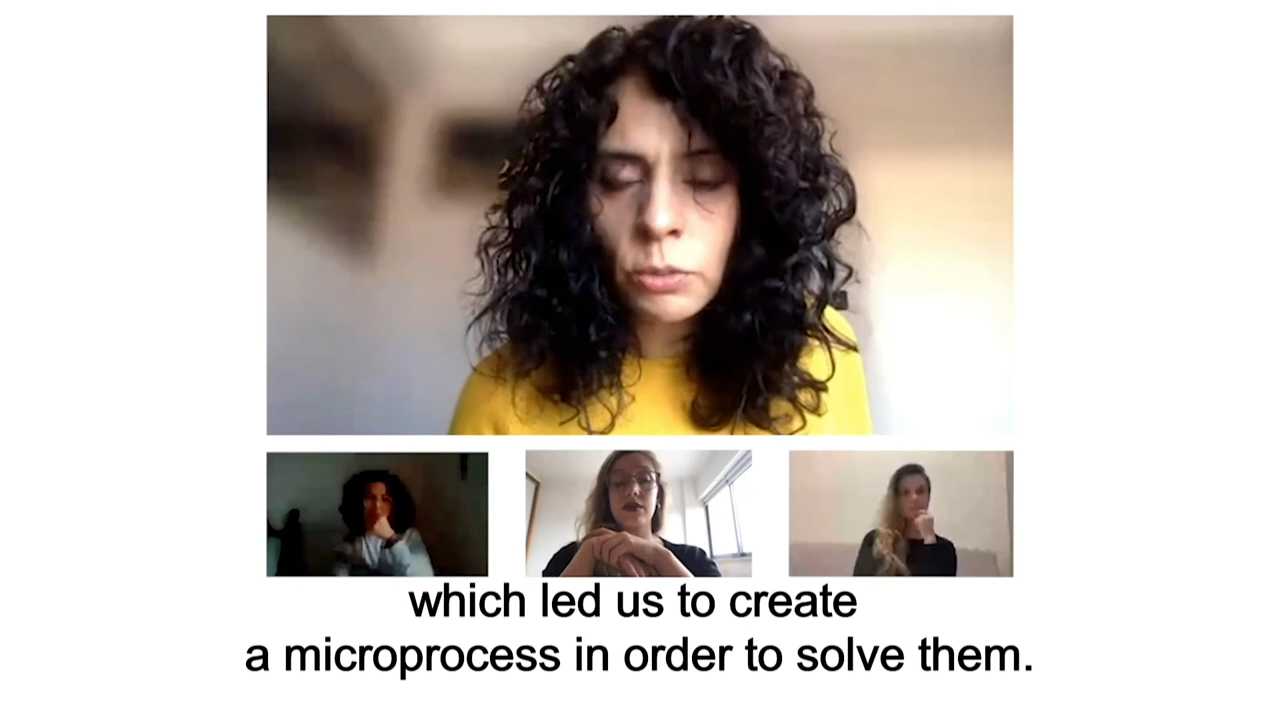 which led us to create
a microprocess in order to solve them.